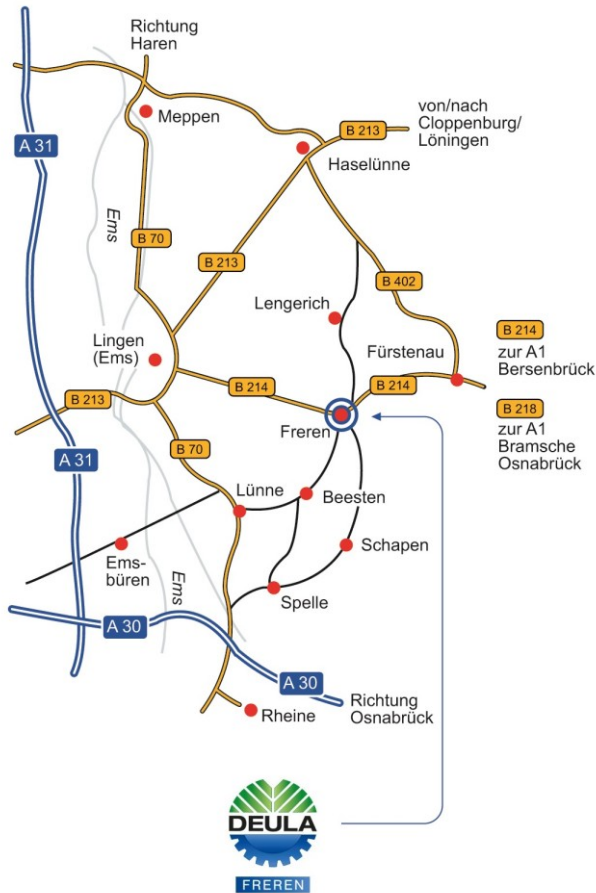 Richtung
Haren
Meppen
A 31
Ems
B 213
von/nach
Cloppenburg/
Löningen
Haselünne
B 70
B 213
B 402
Lengerich
Lingen
(Ems)
Fürstenau
B 214
zur A1
Bersenbrück
B 214
B 214
B 213
B 218
zur A1
Bramsche
Osnabrück
Freren
A 31
B 70
Lünne
Beesten
Schapen
Ems-
büren
Ems
Spelle
A 30
A 30
Richtung
Osnabrück
Rheine
DEULA
FREREN